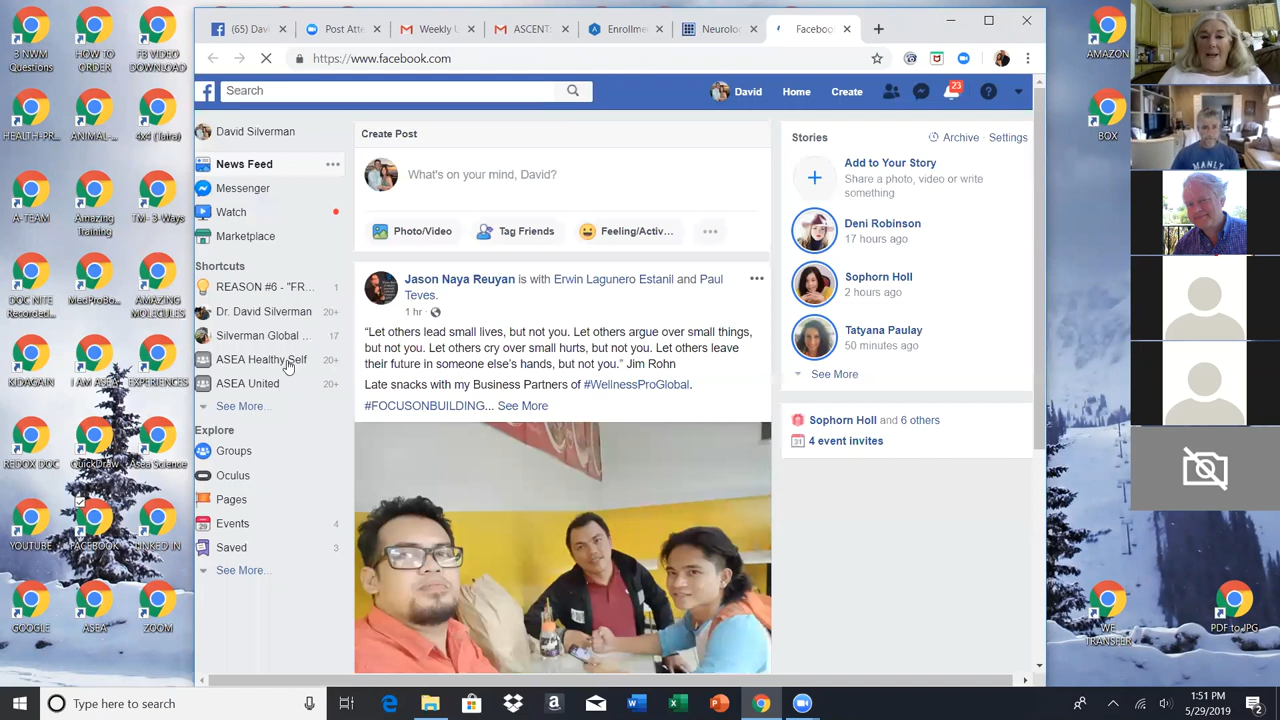 3 NWM Questions
HOW TO ORDER
FB VIDEO DOWNLOAD
HEALTH-PR...
ANIMAL-...
4x4 (Taira)
A-TEAM
Amazing Training
TM- 3-Ways
DOC NITE Recorded...
MedProBo...
AMAZING MOLECULES
KIDAGAIN
I AM ASEA
EXPERIENCES
REDOX DOC
QuickDraw
Asea Science
YOUTUBE
FACEBOOK
LINKED IN
GOOGLE
ASEA
ZOOM
(65) Davi
Post Atte
Weekly U
ASCENT:
Enrollme
Neurolo
Faceboo
https://www.facebook.com
Search
David
Home
Create
23
David Silverman
News Feed
Messenger
Watch
Marketplace
Shortcuts
REASON #6 - "FR... 1
Dr. David Silverman 20+
Silverman Global ... 17
ASEA Healthy Self 20+
ASEA United 20+
See More...
Explore
Groups
Oculus
Pages
Events 4
Saved 3
See More...
Create Post
What's on your mind, David?
Photo/Video
Tag Friends
Feeling/Activ...
Jason Naya Reuyan is with Erwin Lagunero Estanil and Paul
Teves.
1 hr
“Let others lead small lives, but not you. Let others argue over small things,
but not you. Let others cry over small hurts, but not you. Let others leave
their future in someone else's hands, but not you.” Jim Rohn
Late snacks with my Business Partners of #WellnessProGlobal.
#FOCUSONBUILDING... See More
Stories
Archive · Settings
Add to Your Story
Share a photo, video or write
something
Deni Robinson
17 hours ago
Sophorn Holl
2 hours ago
Tatyana Paulay
50 minutes ago
See More
Sophorn Holl and 6 others
4 event invites
AMAZON
BOX
WE TRANSFER
PDF to JPG
MANLY
Type here to search
1:51 PM
5/29/2019
2